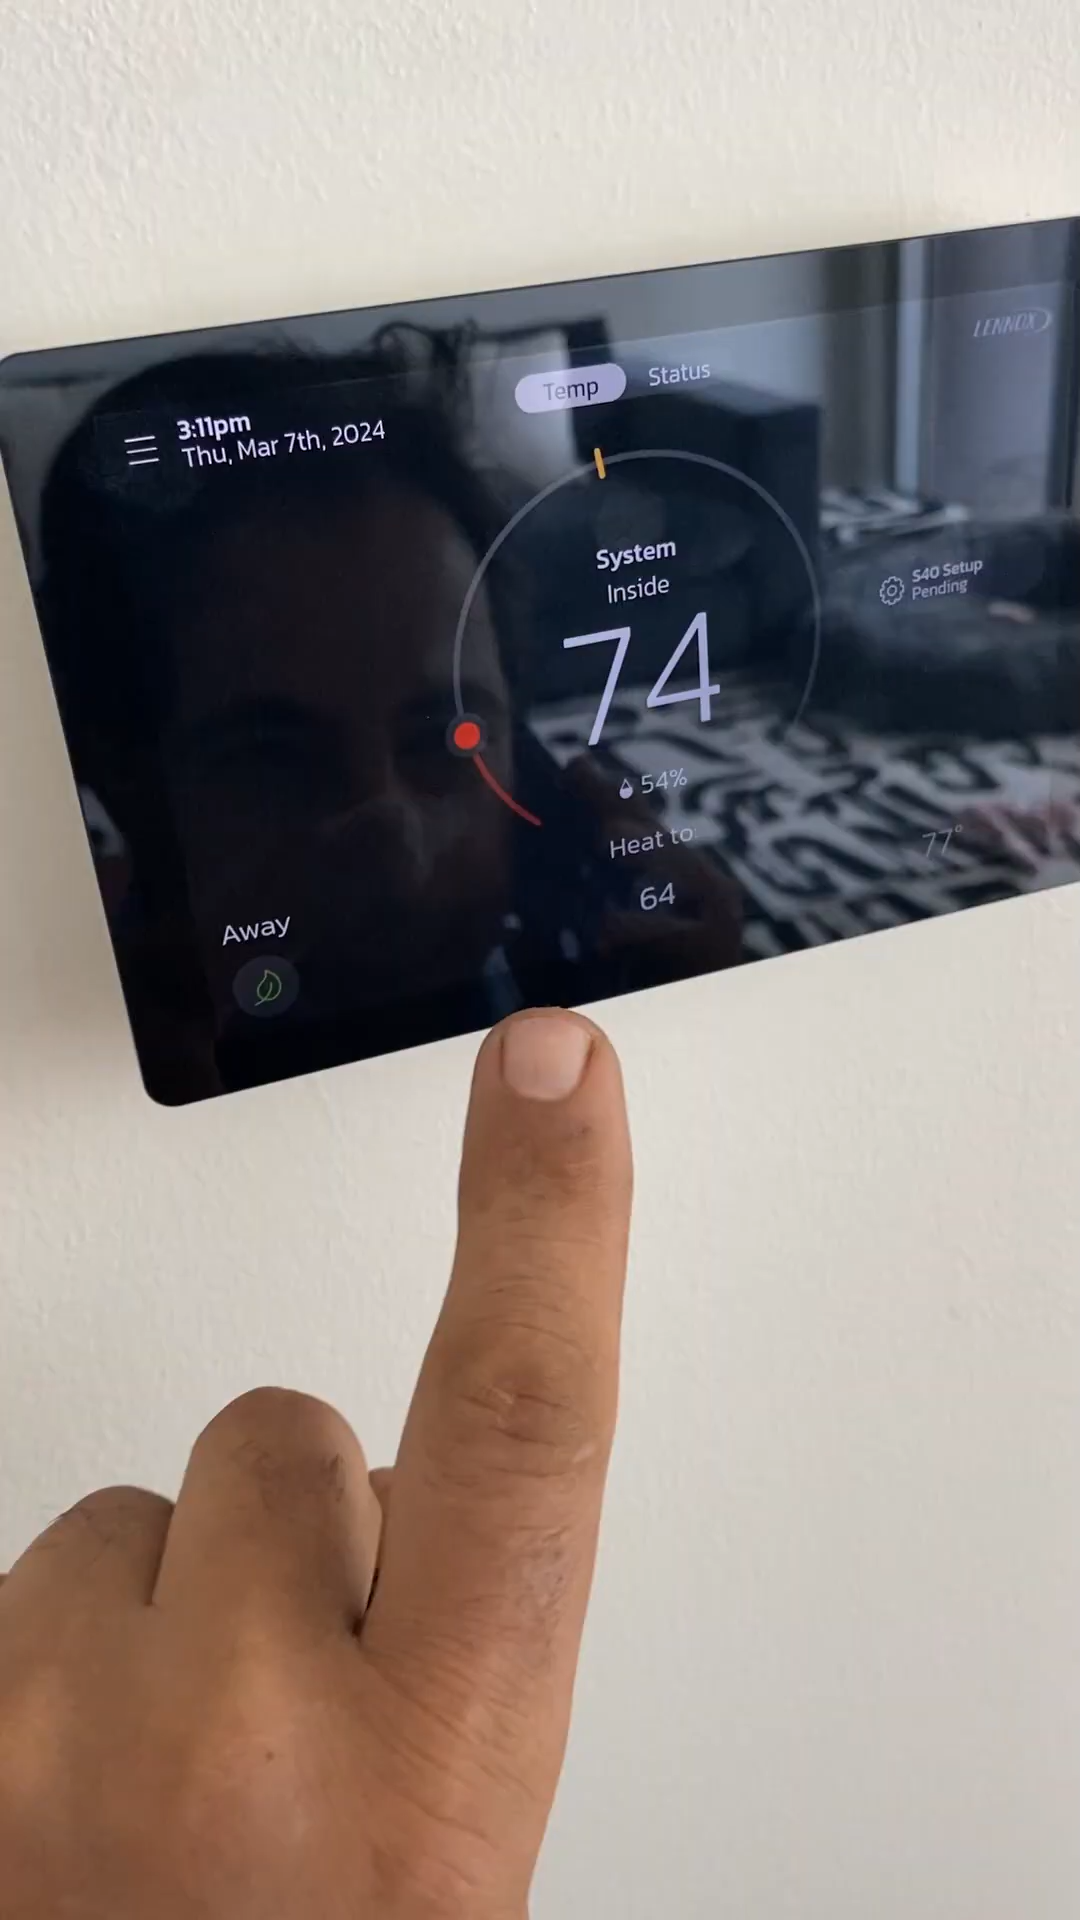 LENNOX
Temp
Status
3:11pm
Thu, Mar 7th, 2024
System
Inside
74
S40 Setup
Pending
54%
Heat to:
64
77°
Away